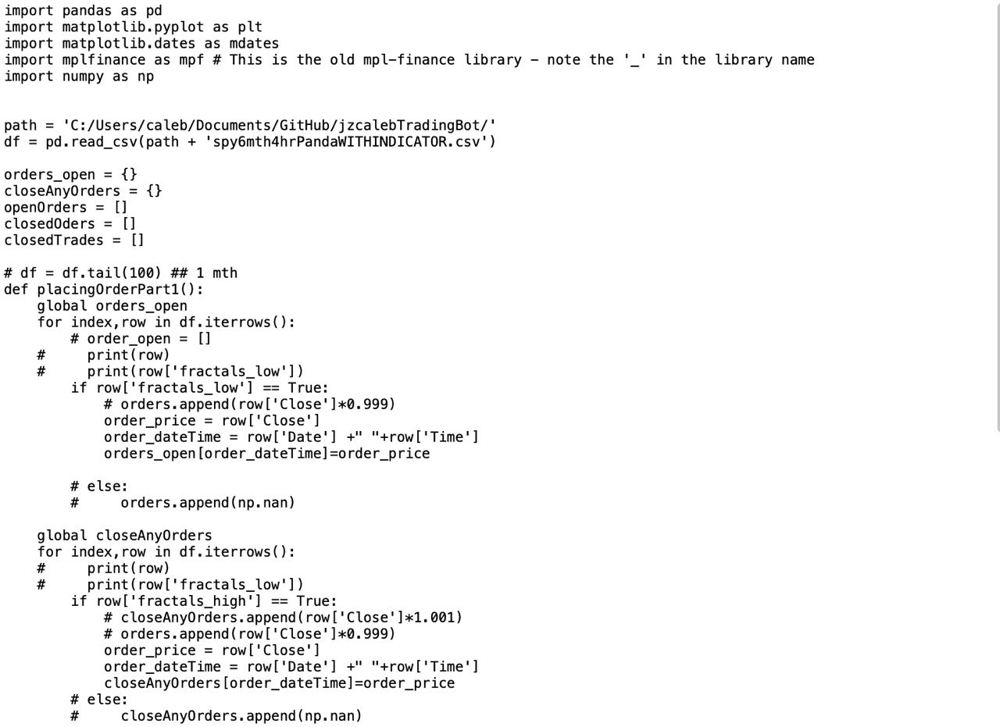 import pandas as pd
import matplotlib.pyplot as plt
import matplotlib.dates as mdates
import mplfinance as mpf # This is the old mpl-finance library - note the '_' in the library name
import numpy as np


path = 'C:/Users/caleb/Documents/GitHub/jzcalebTradingBot/'
df = pd.read_csv(path + 'spy6mth4hrPandaWITHINDICATOR.csv')

orders_open = {}
closeAnyOrders = {}
openOrders = []
closedOders = []
closedTrades = []

# df = df.tail(100) ## 1 mth
def placingOrderPart1():
    global orders_open
    for index,row in df.iterrows():
        # order_open = []
    #     print(row)
    #     print(row['fractals_low'])
        if row['fractals_low'] == True:
            # orders.append(row['Close']*0.999)
            order_price = row['Close']
            order_dateTime = row['Date'] +" "+row['Time']
            orders_open[order_dateTime]=order_price

        # else:
        #     orders.append(np.nan)

    global closeAnyOrders
    for index,row in df.iterrows():
    #     print(row)
    #     print(row['fractals_low'])
        if row['fractals_high'] == True:
            # closeAnyOrders.append(row['Close']*1.001)
            # orders.append(row['Close']*0.999)
            order_price = row['Close']
            order_dateTime = row['Date'] +" "+row['Time']
            closeAnyOrders[order_dateTime]=order_price
        # else:
        #     closeAnyOrders.append(np.nan)